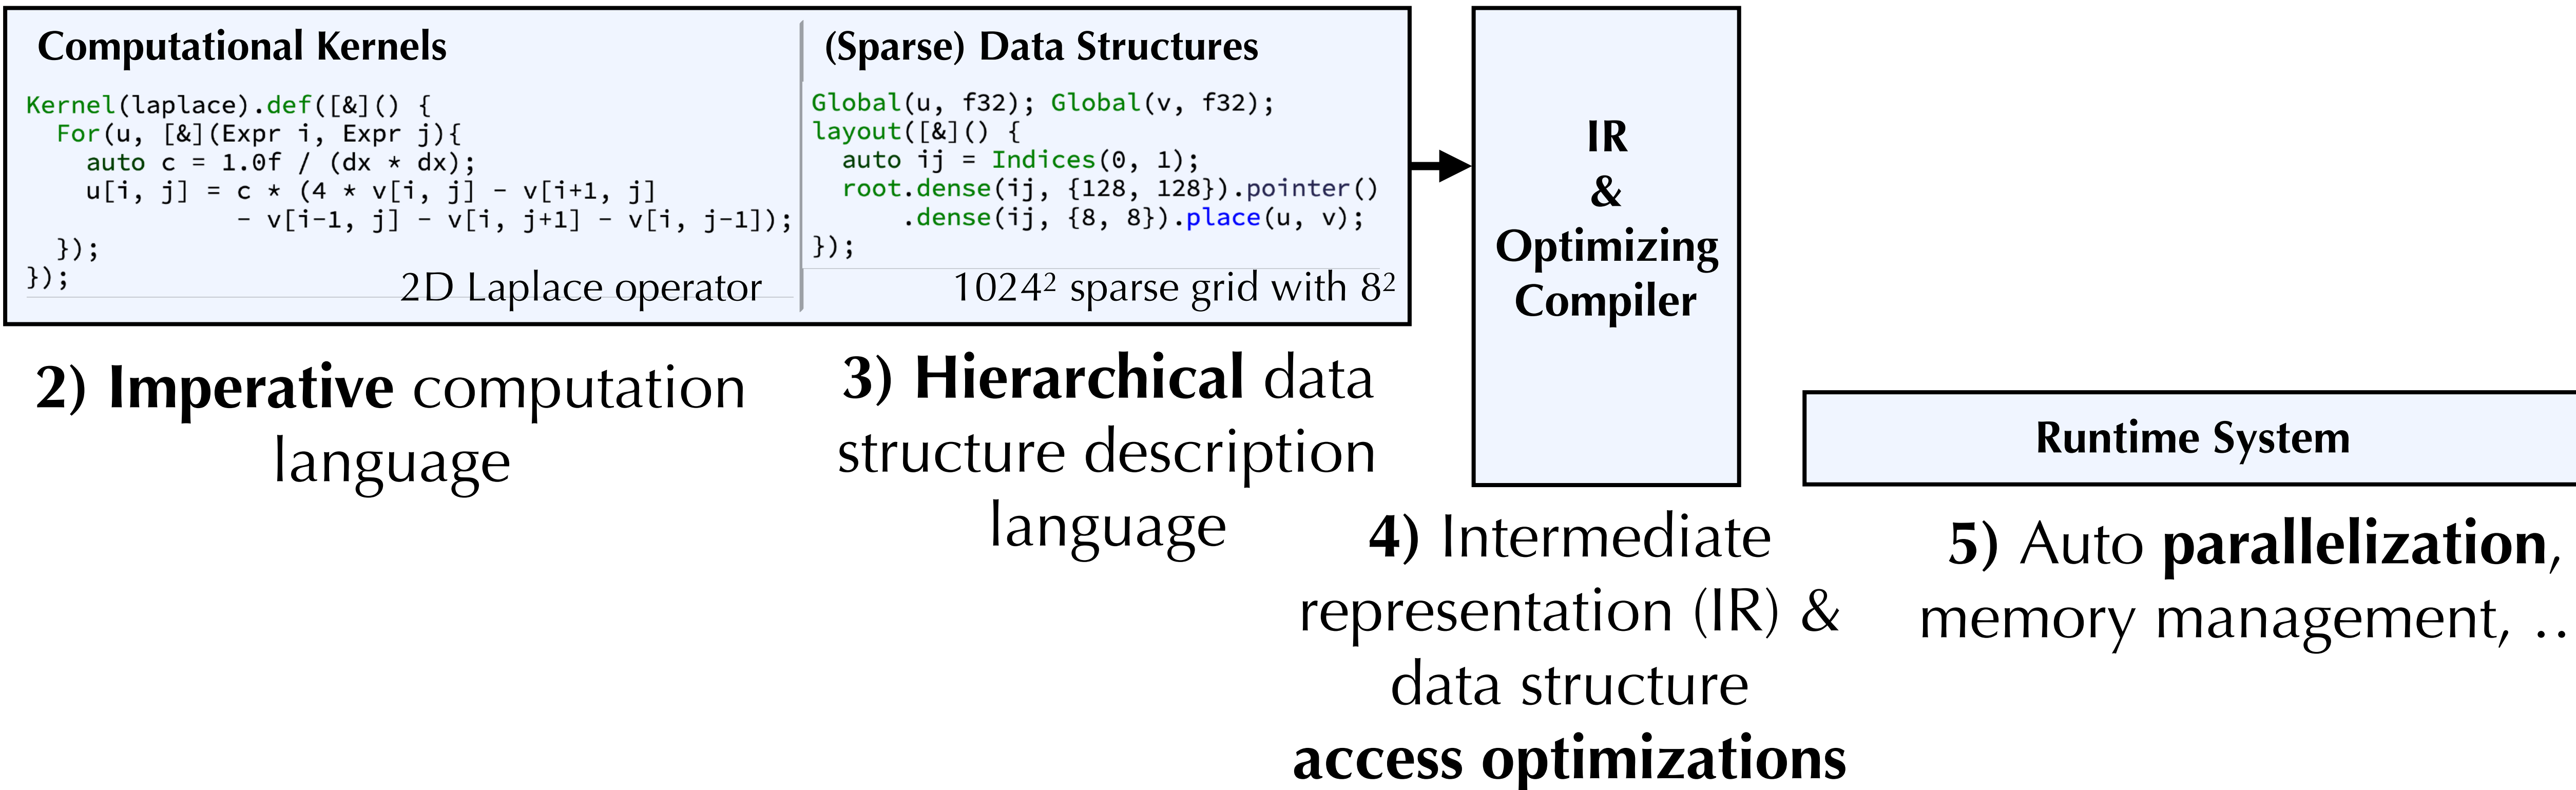 Computational Kernels
Kernel(laplace).def([&]() {
  For(u, [&](Expr i, Expr j){
    auto c = 1.0f / (dx * dx);
    u[i, j] = c * (4 * v[i, j] - v[i+1, j]
              - v[i-1, j] - v[i, j+1] - v[i, j-1]);
  });
});
2D Laplace operator
(Sparse) Data Structures
Global(u, f32); Global(v, f32);
layout([&]() {
  auto ij = Indices(0, 1);
  root.dense(ij, {128, 128}).pointer()
      .dense(ij, {8, 8}).place(u, v);
});
1024² sparse grid with 8²
IR
&
Optimizing
Compiler
Runtime System
2) Imperative computation
language
3) Hierarchical data
structure description
language
4) Intermediate
representation (IR) &
data structure
access optimizations
5) Auto parallelization,
memory management, …